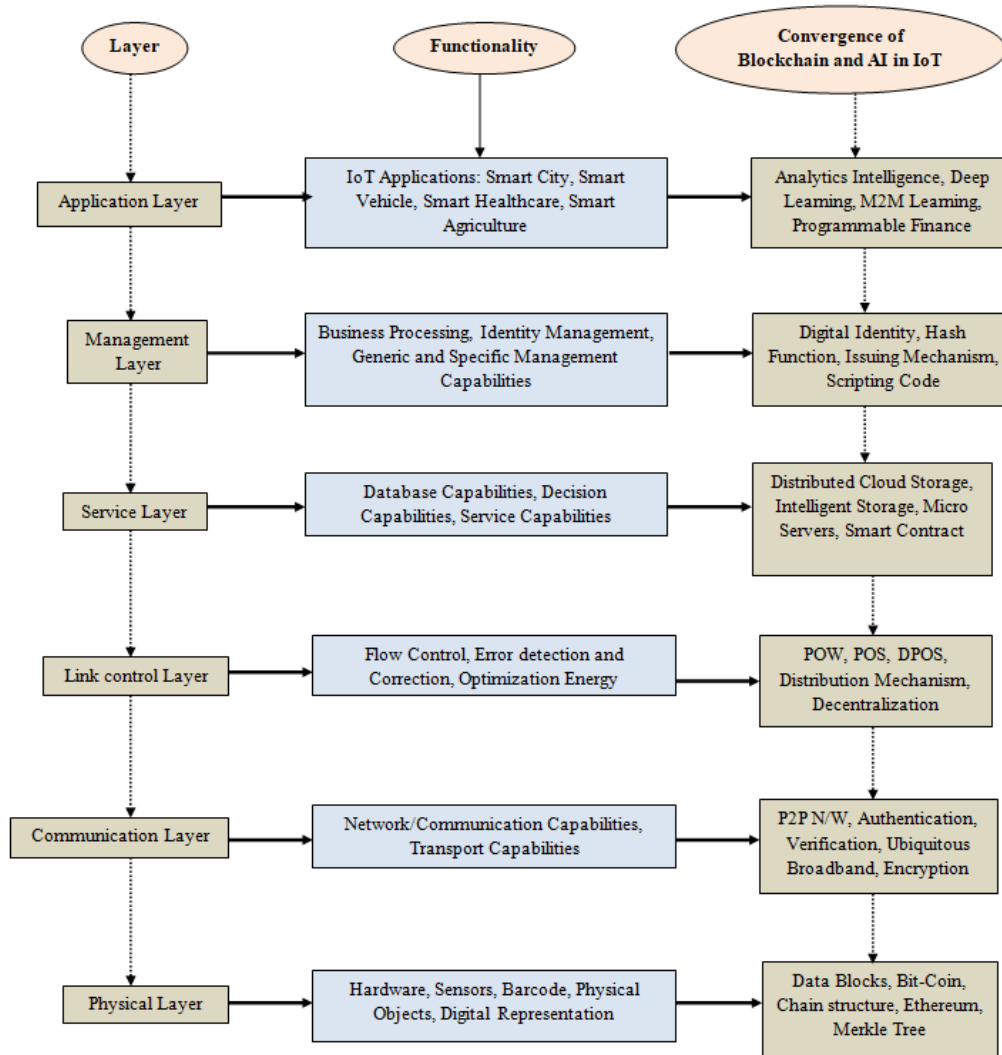 Layer
Functionality
Convergence of
Blockchain and AI in IoT
Application Layer
IoT Applications: Smart City, Smart
Vehicle, Smart Healthcare, Smart
Agriculture
Analytics Intelligence, Deep
Learning, M2M Learning,
Programmable Finance
Management
Layer
Business Processing, Identity Management,
Generic and Specific Management
Capabilities
Digital Identity, Hash
Function, Issuing Mechanism,
Scripting Code
Service Layer
Database Capabilities, Decision
Capabilities, Service Capabilities
Distributed Cloud Storage,
Intelligent Storage, Micro
Servers, Smart Contract
Link control Layer
Flow Control, Error detection and
Correction, Optimization Energy
POW, POS, DPOS,
Distribution Mechanism,
Decentralization
Communication Layer
Network/Communication Capabilities,
Transport Capabilities
P2P N/W, Authentication,
Verification, Ubiquitous
Broadband, Encryption
Physical Layer
Hardware, Sensors, Barcode, Physical
Objects, Digital Representation
Data Blocks, Bit-Coin,
Chain structure, Ethereum,
Merkle Tree